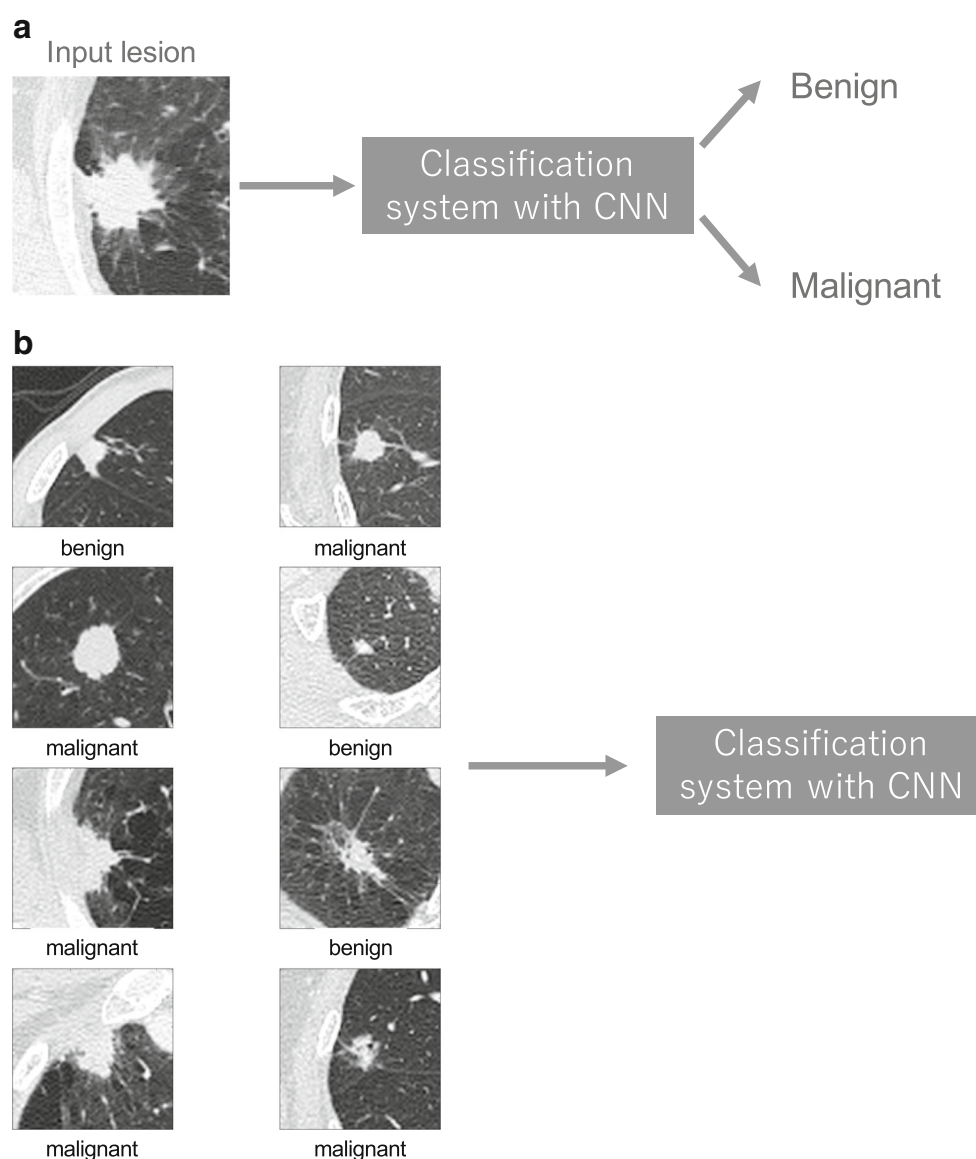 a
Input lesion
Benign
Classification
system with CNN
Malignant
b
benign
malignant
malignant
benign
Classification
system with CNN
malignant
benign
malignant
malignant